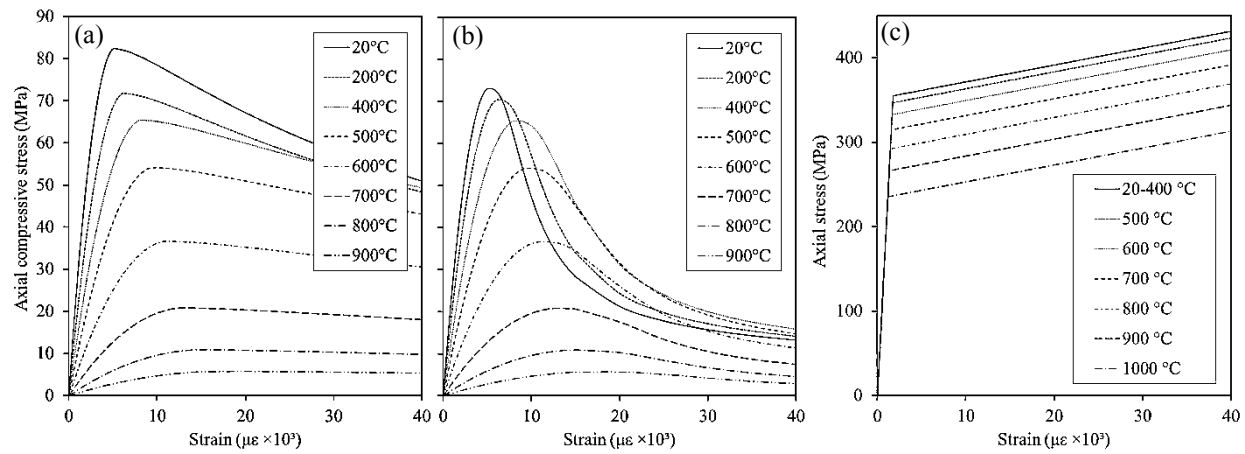 (a)
Axial compressive stress (MPa)
90
80
70
60
50
40
30
20
10
0
0 10 20 30 40
Strain (µε ×10³)
20°C
200°C
400°C
500°C
600°C
700°C
800°C
900°C
(b)
0 10 20 30 40
Strain (µε ×10³)
20°C
200°C
400°C
500°C
600°C
700°C
800°C
900°C
(c)
Axial stress (MPa)
400
300
200
100
0
0 10 20 30 40
Strain (µε ×10³)
20-400 °C
500 °C
600 °C
700 °C
800 °C
900 °C
1000 °C